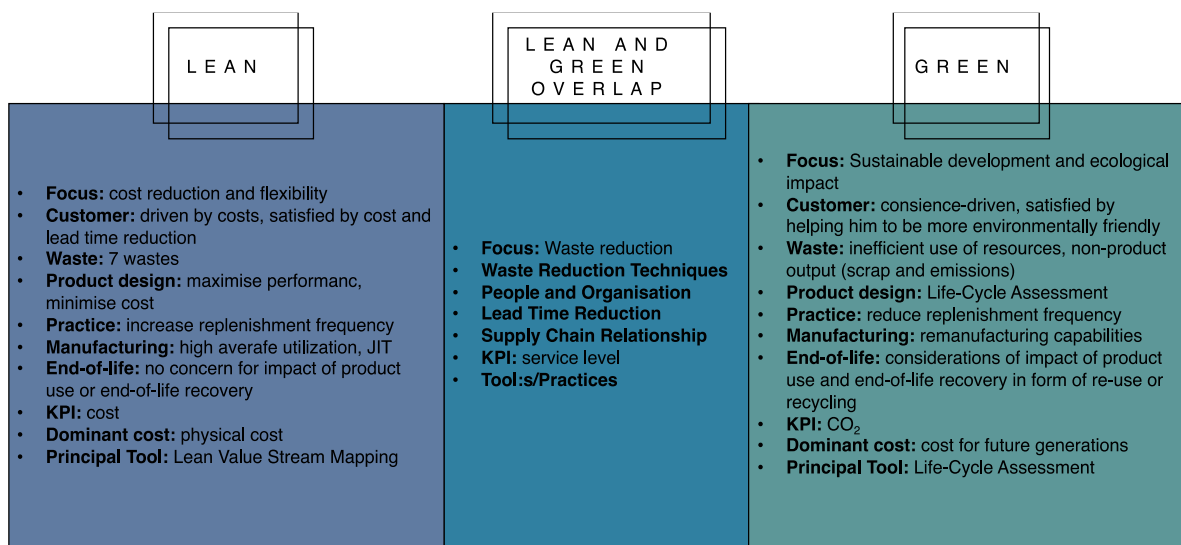 LEAN
• Focus: cost reduction and flexibility
• Customer: driven by costs, satisfied by cost and
lead time reduction
• Waste: 7 wastes
• Product design: maximise performanc,
minimise cost
• Practice: increase replenishment frequency
• Manufacturing: high averafe utilization, JIT
• End-of-life: no concern for impact of product
use or end-of-life recovery
• KPI: cost
• Dominant cost: physical cost
• Principal Tool: Lean Value Stream Mapping
LEAN AND
GREEN
OVERLAP
• Focus: Waste reduction
• Waste Reduction Techniques
• People and Organisation
• Lead Time Reduction
• Supply Chain Relationship
• KPI: service level
• Tool:s/Practices
GREEN
• Focus: Sustainable development and ecological
impact
• Customer: consience-driven, satisfied by
helping him to be more environmentally friendly
• Waste: inefficient use of resources, non-product
output (scrap and emissions)
• Product design: Life-Cycle Assessment
• Practice: reduce replenishment frequency
• Manufacturing: remanufacturing capabilities
• End-of-life: considerations of impact of product
use and end-of-life recovery in form of re-use or
recycling
• KPI: CO₂
• Dominant cost: cost for future generations
• Principal Tool: Life-Cycle Assessment